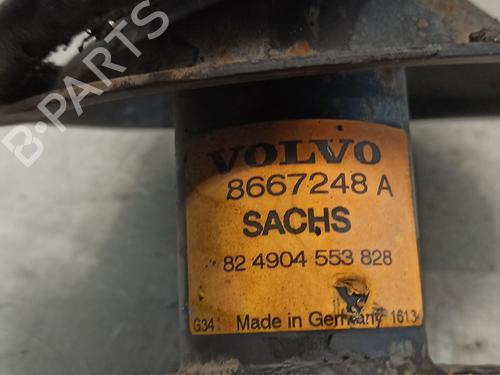 B-PARTS
VOLVO
8667248 A
SACHS
82 4904 553 828
G34 Made in Germany 1613